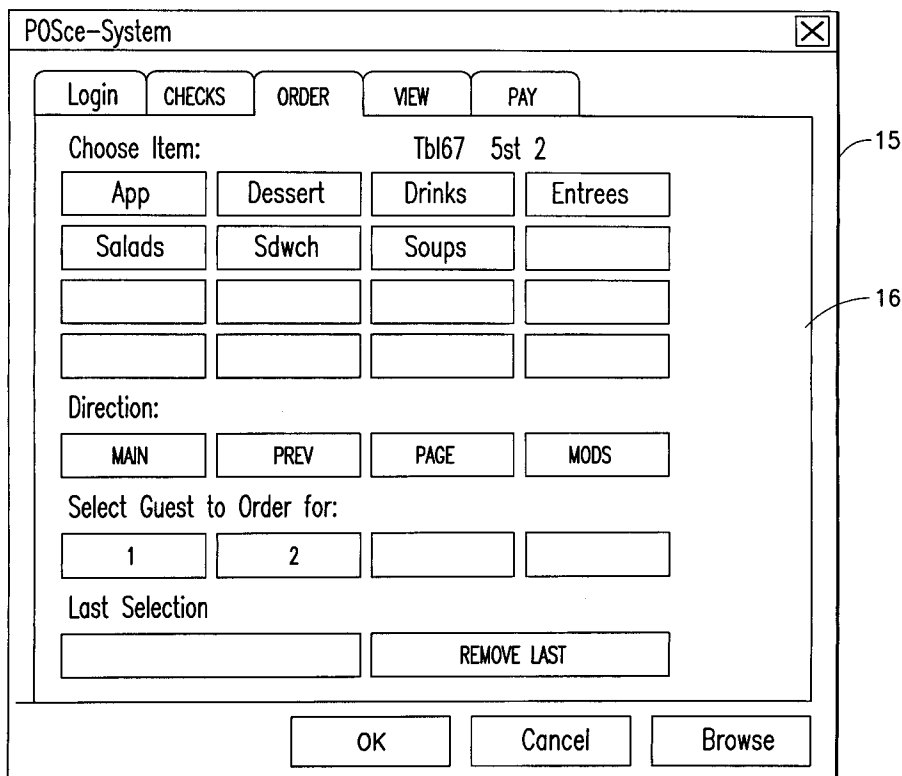 POSce-System
Login CHECKS ORDER VIEW PAY
Choose Item: Tbl67 5st 2
15
App Dessert Drinks Entrees
Salads Sdwch Soups
16
Direction:
MAIN PREV PAGE MODS
Select Guest to Order for:
1 2
Last Selection
REMOVE LAST
OK Cancel Browse